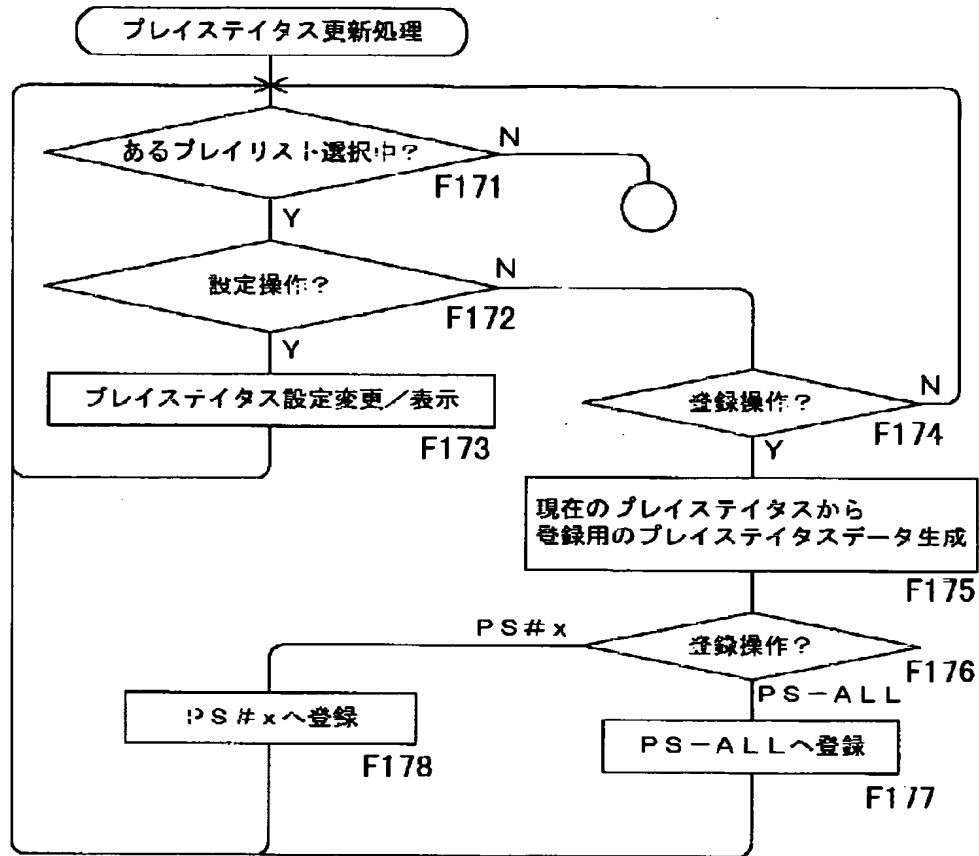 プレイステイタス更新処理
あるプレイリスト選択中?
N
F171
Y
設定操作?
N
F172
Y
プレイステイタス設定変更/表示
F173
登録操作?
N
F174
Y
現在のプレイステイタスから
登録用のプレイステイタスデータ生成
F175
PS#x
登録操作?
F176
PS-ALL
PS#xへ登録
F178
PS-ALLへ登録
F177